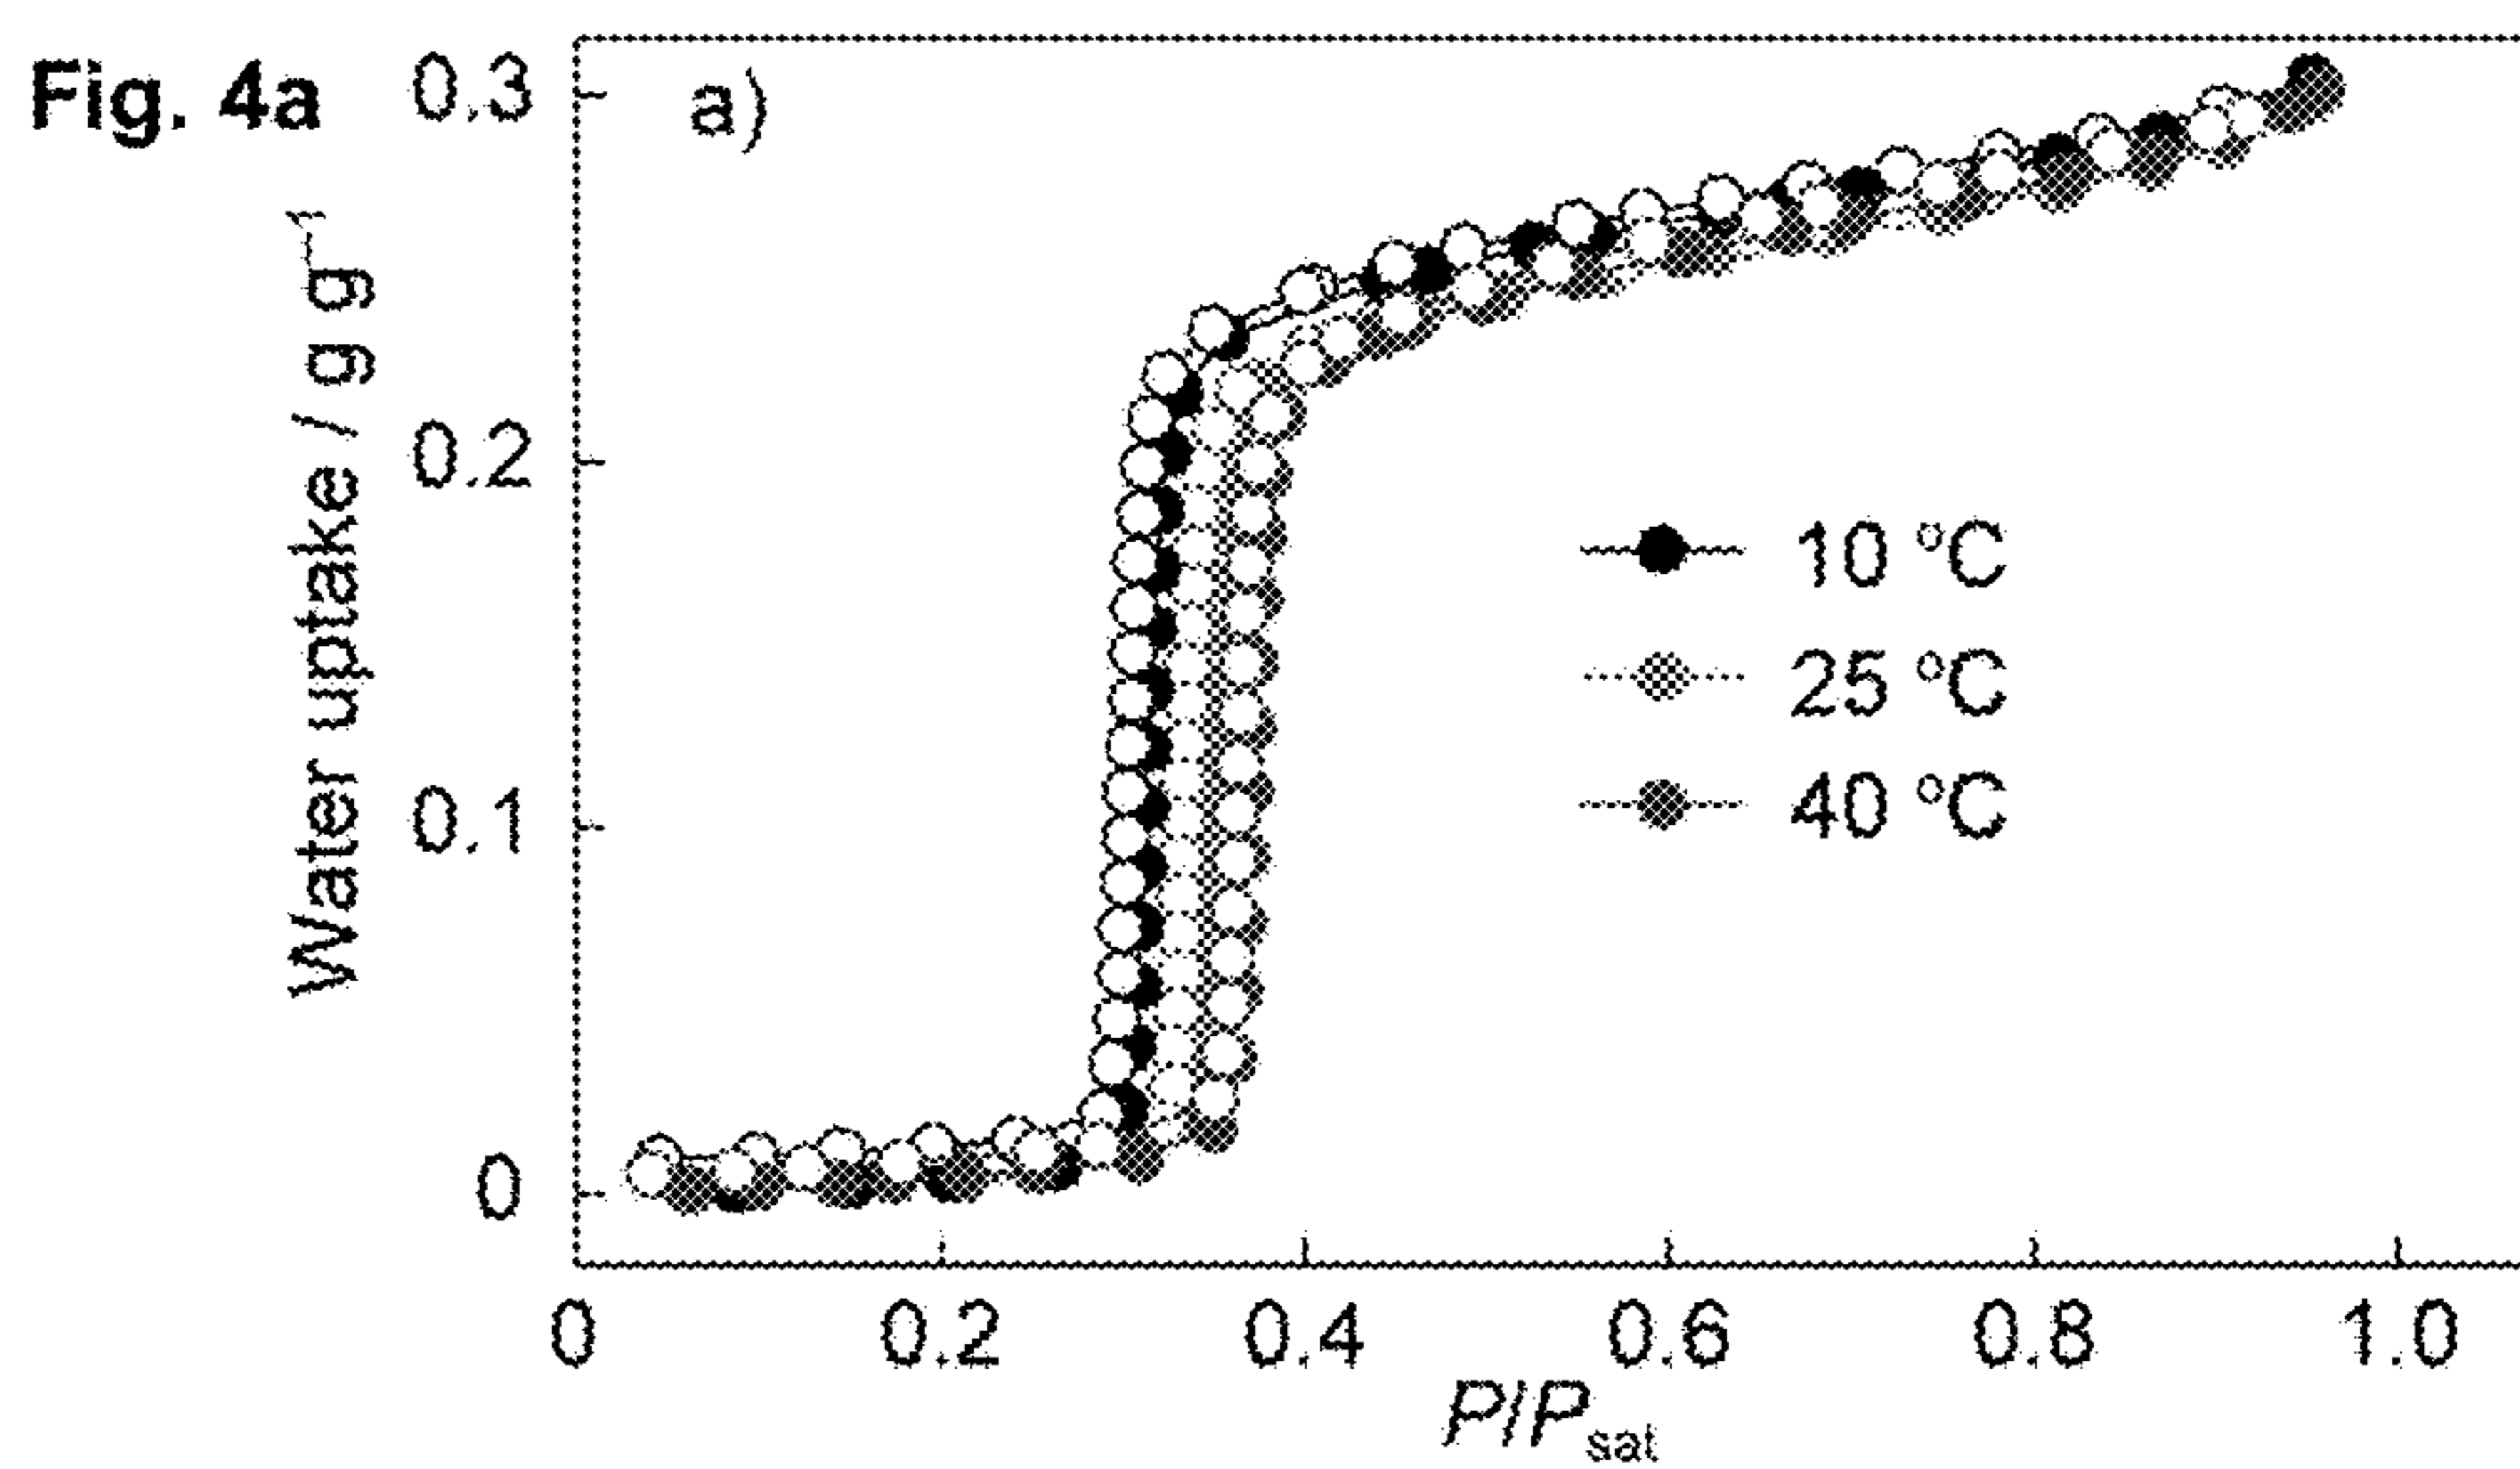 Fig. 4a
a)
Water uptake / g g⁻¹
0,3
0.2
0.1
0
10 °C
25 °C
40 °C
0 0.2 0.4 0.6 0.8 1.0
P/Psat